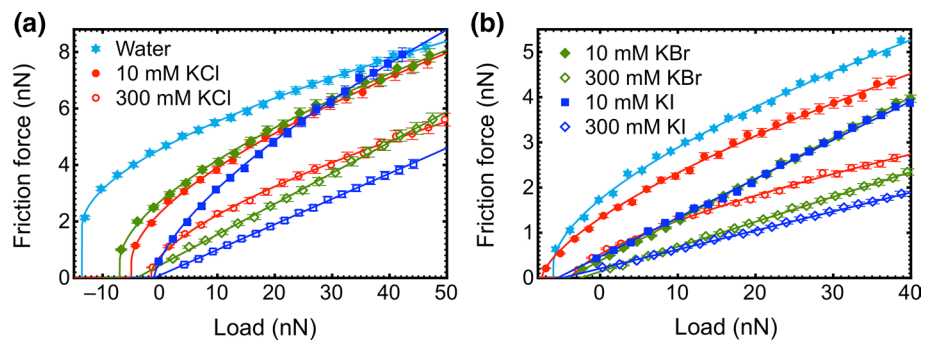 (a)
Friction force (nN)
8
6
4
2
0
Water
10 mM KCl
300 mM KCl
−10 0 10 20 30 40 50
Load (nN)
(b)
Friction force (nN)
5
4
3
2
1
0
10 mM KBr
300 mM KBr
10 mM KI
300 mM KI
0 10 20 30 40
Load (nN)